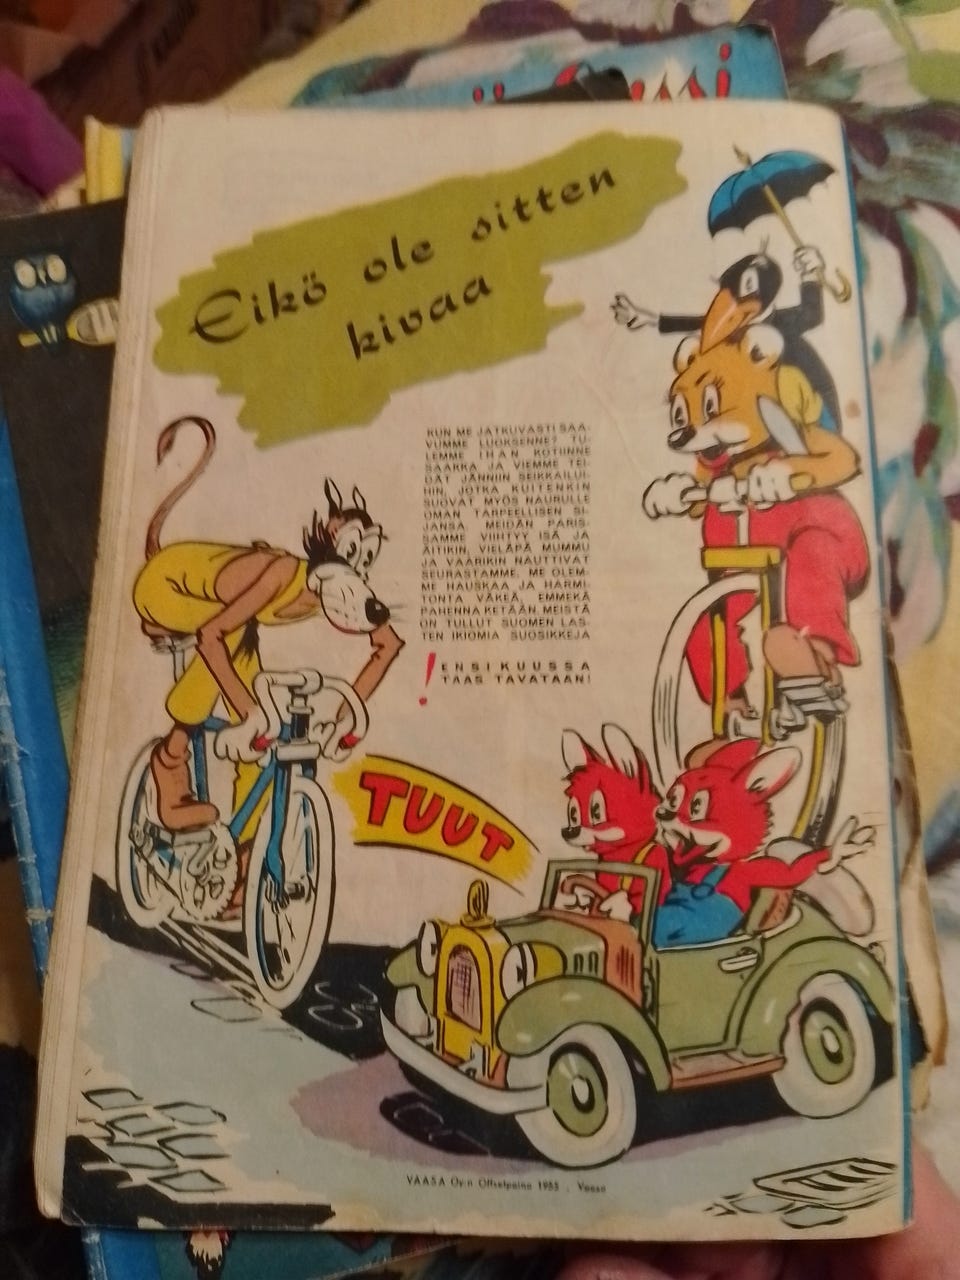 Eikö ole sitten
kivaa
KUN ME JATKUVASTI SAA-
VUMME LUOKSENNE? TU-
LEMME IHAN KOTIINNE
SAAKKA JA VIEMME TEI-
DÄT JÄNNIIN SEIKKAILUI-
HIN, JOTKA KUITENKIN
SUOVAT MYÖS NAURULLE
OMAN TARPEELLISEN SI-
JANSA. MEIDÄN PARIS-
SAMME VIIHTYY ISÄ JA
ÄITIKIN, VIELÄPÄ MUMMU
JA VAARIKIN NAUTTIVAT
SEURASTAMME. ME OLEM-
ME HAUSKAA JA HARMI-
TONTA VÄKEÄ, EMMEKÄ
PAHENNA KETÄÄN. MEISTÄ
ON TULLUT SUOMEN LAS-
TEN IKIOMIA SUOSIKKEJA
! ENSI KUUSSA
TAAS TAVATAAN!
TUUT
VAASA Oy:n Offsetpaino 1953 . Vaasa